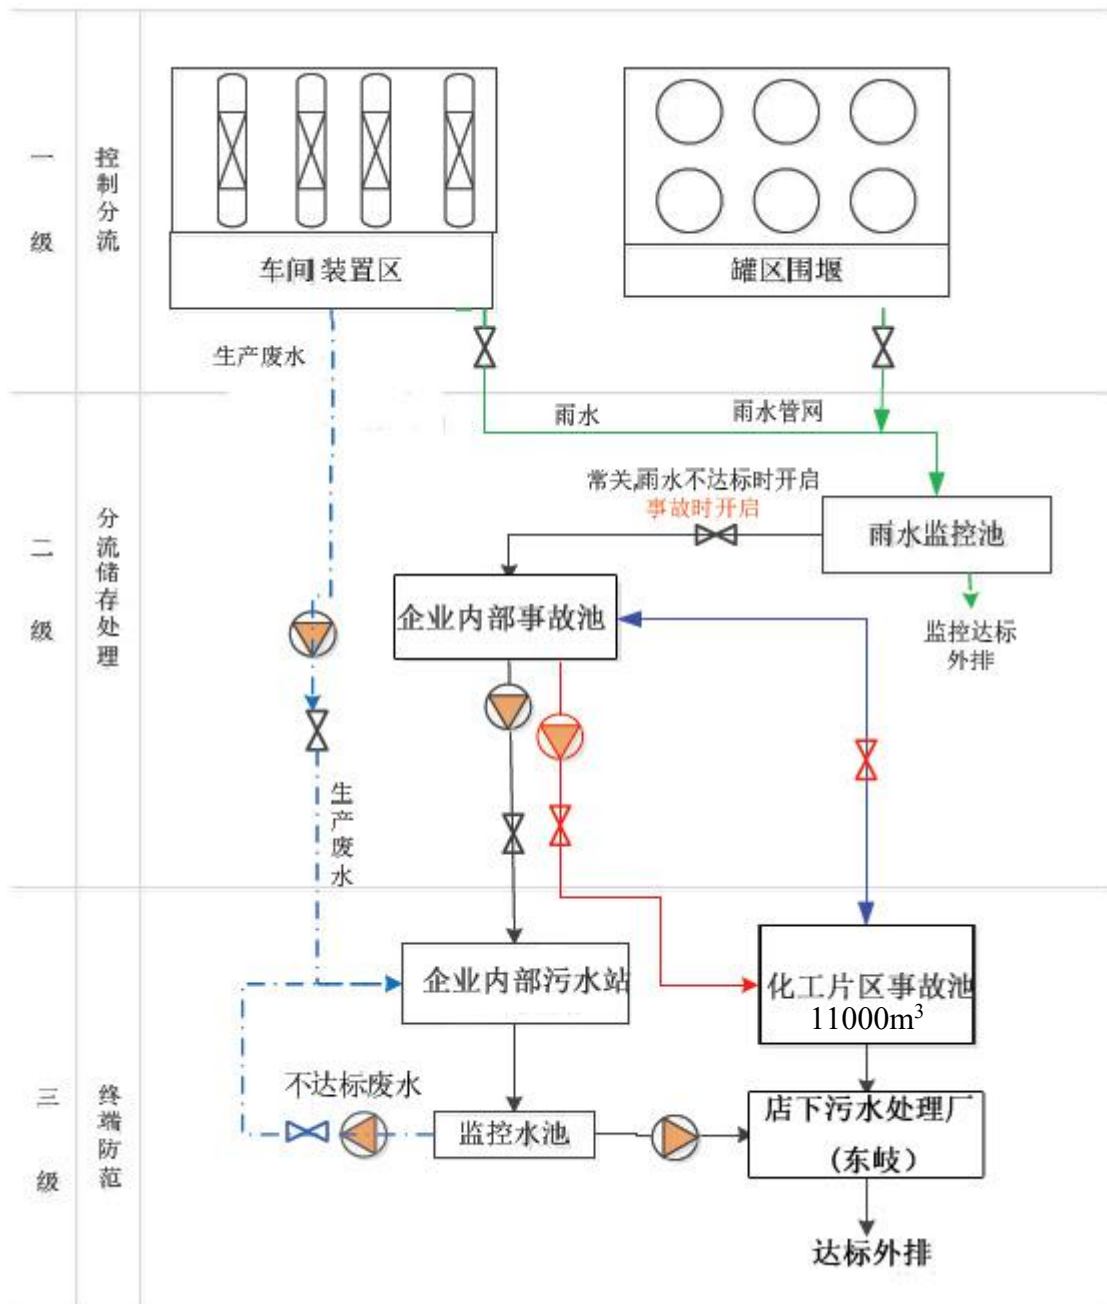 一级
控制分流
车间装置区
罐区围堰
生产废水
雨水
雨水管网
二级
分流储存处理
常关,雨水不达标时开启
事故时开启
雨水监控池
企业内部事故池
监控达标
外排
生产废水
三级
终端防范
企业内部污水站
化工片区事故池
11000m³
不达标废水
监控水池
店下污水处理厂
(东岐）
达标外排